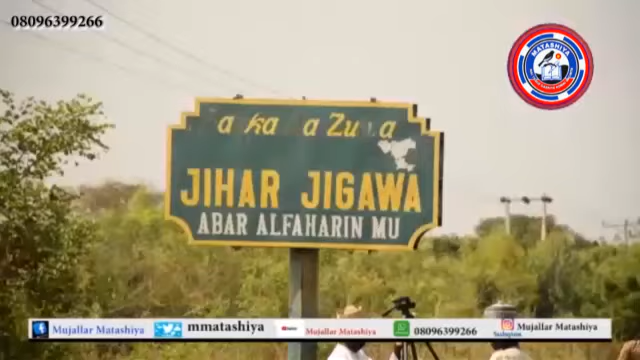 08096399266
MATASHIYA
JIHAR JIGAWA
ABAR ALFAHARIN MU
Mujallar Matashiya
mmatashiya
Mujallar Matashiya
08096399266
Mujallar Matashiya